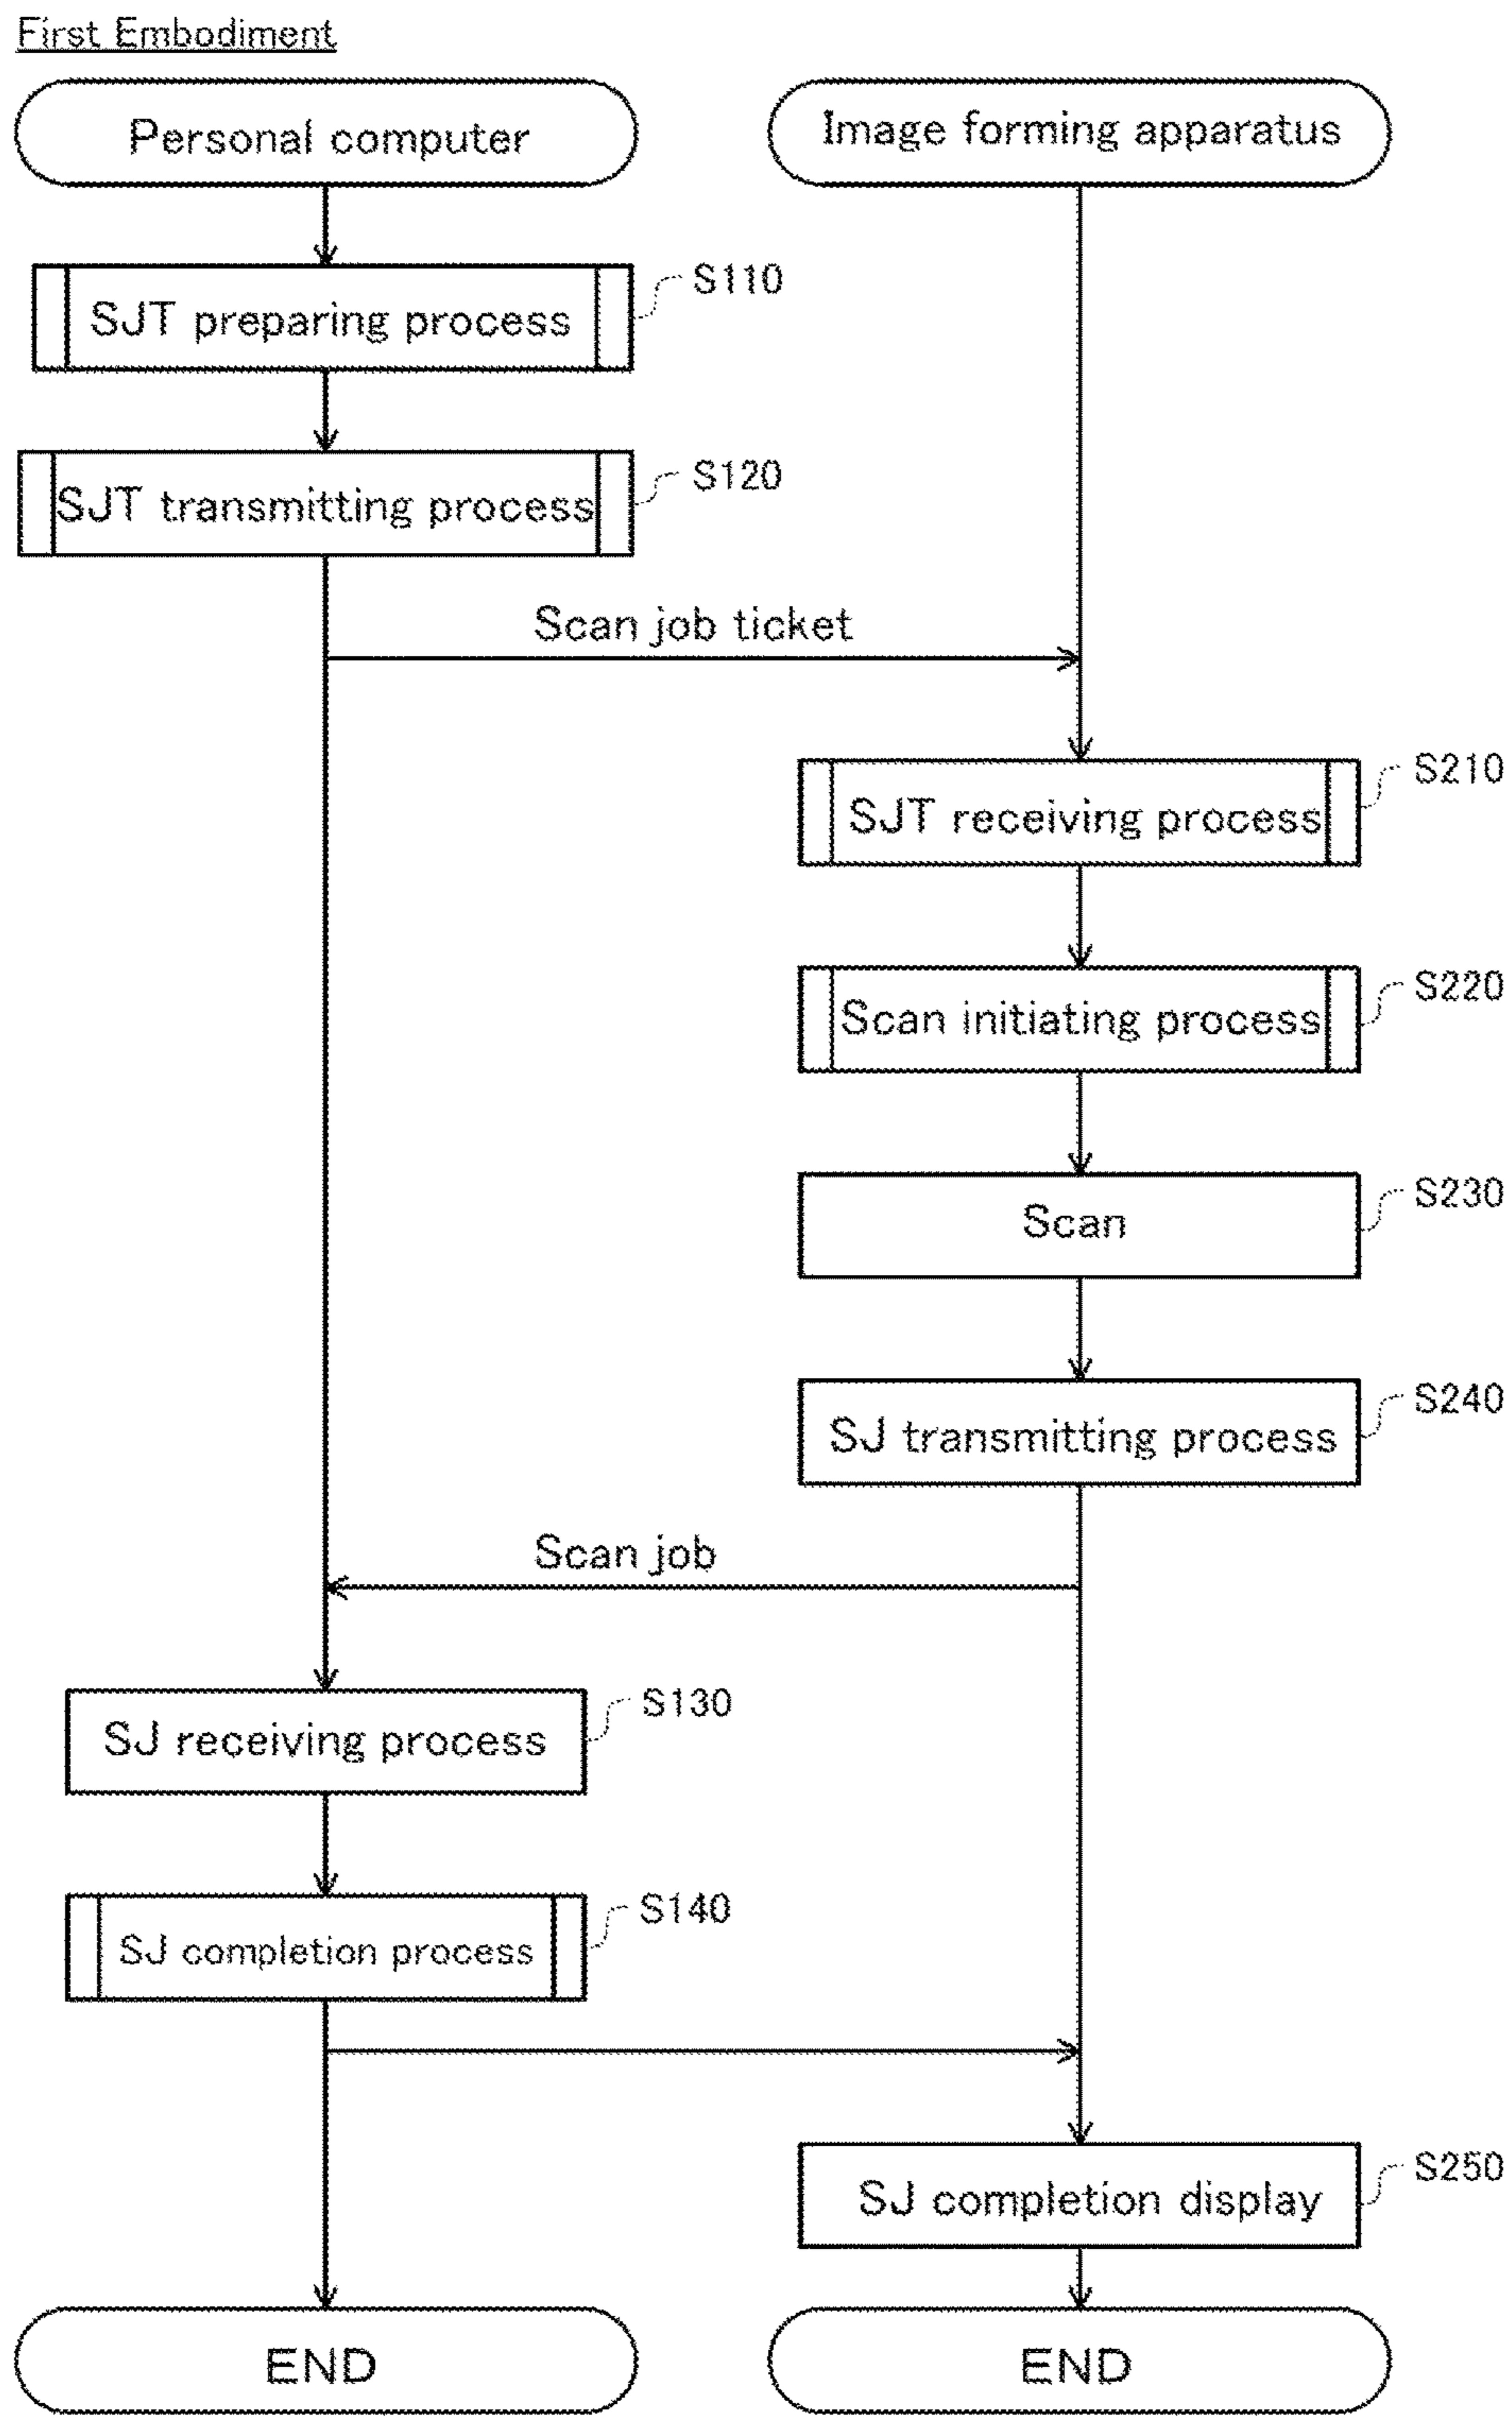 First Embodiment
Personal computer
Image forming apparatus
SJT preparing process
S110
SJT transmitting process
S120
Scan job ticket
SJT receiving process
S210
Scan initiating process
S220
Scan
S230
SJ transmitting process
S240
Scan job
SJ receiving process
S130
SJ completion process
S140
SJ completion display
S250
END
END